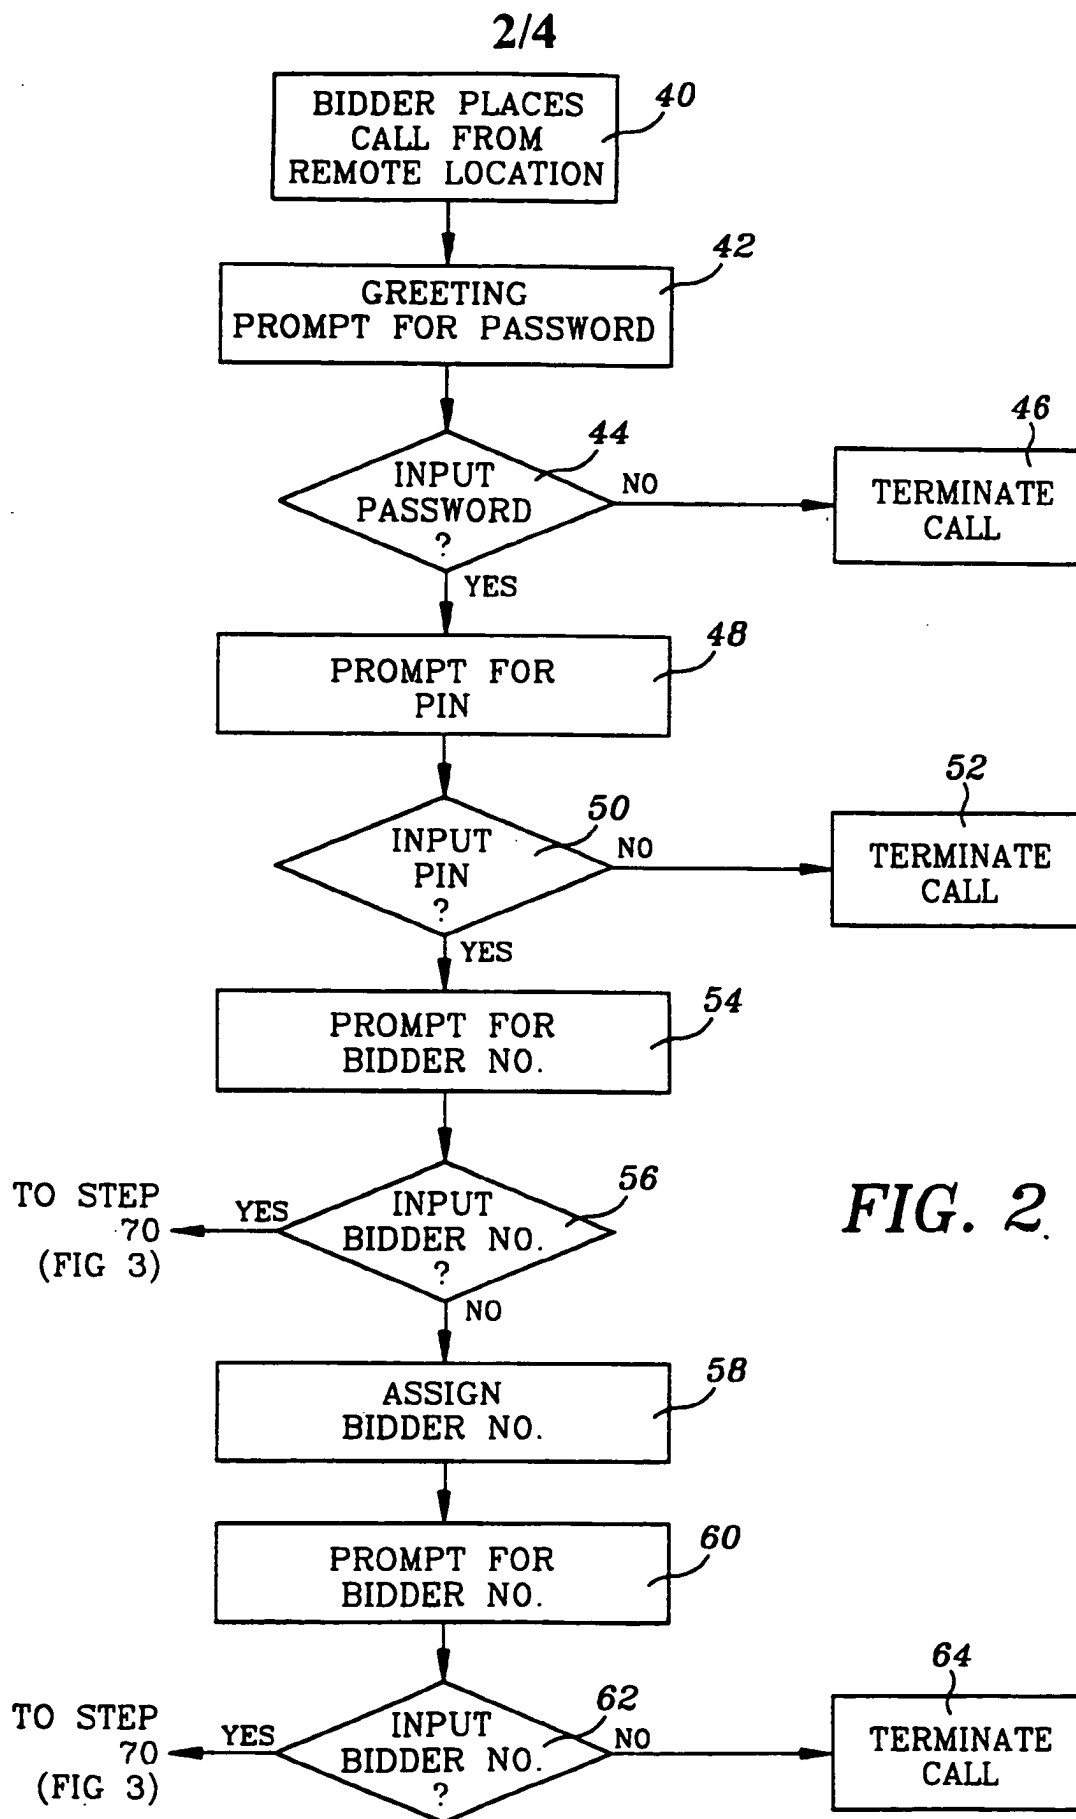 2/4
BIDDER PLACES
CALL FROM
REMOTE LOCATION
40
GREETING
PROMPT FOR PASSWORD
42
INPUT
PASSWORD
?
44
NO
YES
TERMINATE
CALL
46
PROMPT FOR
PIN
48
INPUT
PIN
?
50
NO
YES
TERMINATE
CALL
52
PROMPT FOR
BIDDER NO.
54
INPUT
BIDDER NO.
?
56
YES
TO STEP
70
(FIG 3)
NO
FIG. 2
ASSIGN
BIDDER NO.
58
PROMPT FOR
BIDDER NO.
60
INPUT
BIDDER NO.
?
62
YES
TO STEP
70
(FIG 3)
NO
TERMINATE
CALL
64